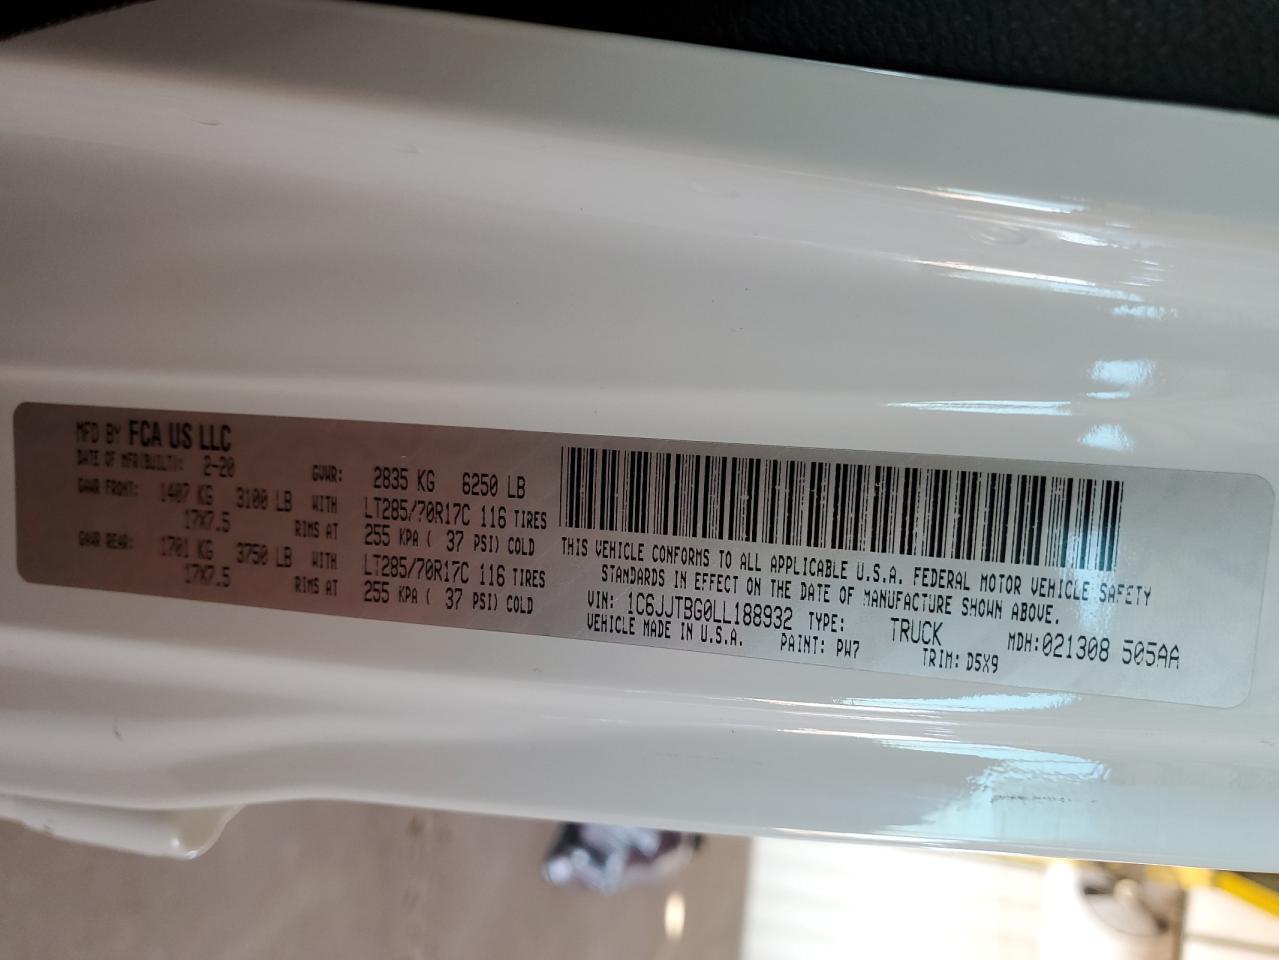 MFD BY FCA US LLC
DATE OF MFR(BUILT): 2-20 GVWR: 2835 KG 6250 LB
GAWR FRONT: 1407 KG 3100 LB WITH LT285/70R17C 116 TIRES
17X7.5 RIMS AT 255 KPA ( 37 PSI) COLD
GAWR REAR: 1701 KG 3750 LB WITH LT285/70R17C 116 TIRES
17X7.5 RIMS AT 255 KPA ( 37 PSI) COLD
THIS VEHICLE CONFORMS TO ALL APPLICABLE U.S.A. FEDERAL MOTOR VEHICLE SAFETY
STANDARDS IN EFFECT ON THE DATE OF MANUFACTURE SHOWN ABOVE.
VIN: 1C6JJTBG0LL188932 TYPE: TRUCK MDH:021308 505AA
VEHICLE MADE IN U.S.A. PAINT: PW7 TRIM: D5X9